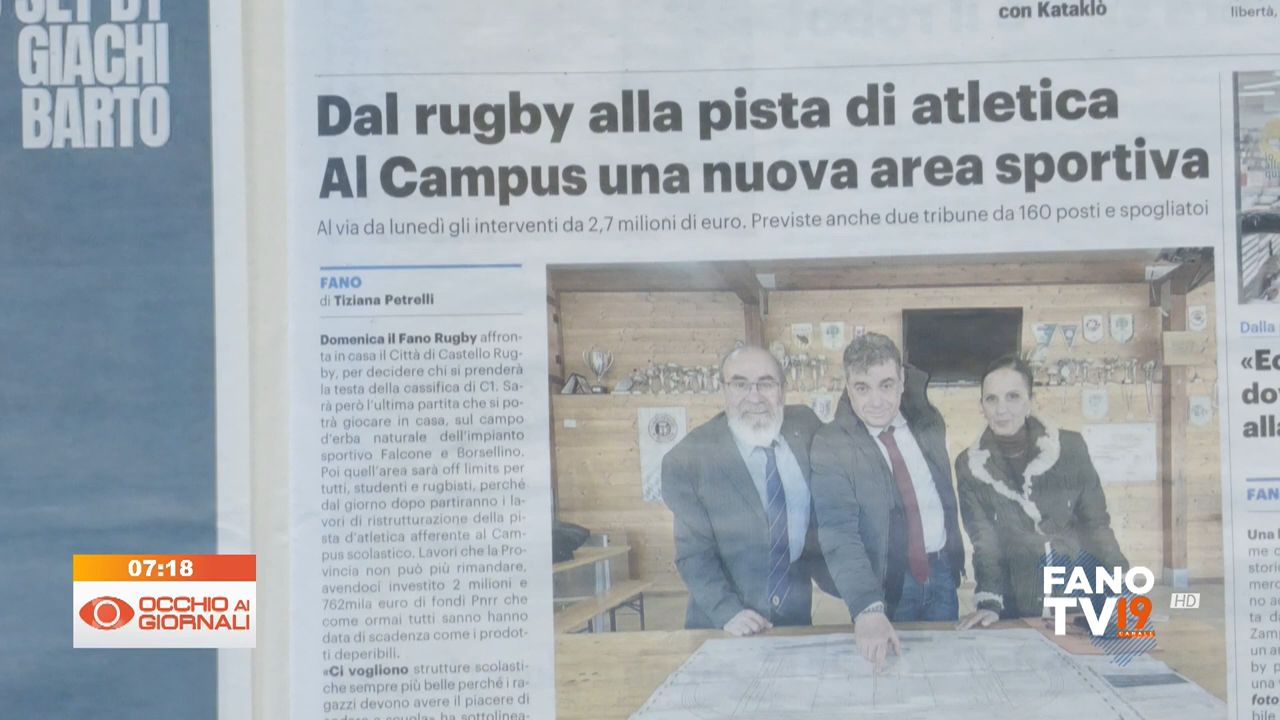 GIACHI
BARTO
con Kataklò
libertà,
Dal rugby alla pista di atletica
Al Campus una nuova area sportiva
Al via da lunedì gli interventi da 2,7 milioni di euro. Previste anche due tribune da 160 posti e spogliatoi
FANO
di Tiziana Petrelli
Domenica il Fano Rugby affron-
ta in casa il Città di Castello Rug-
by, per decidere chi si prenderà
la testa della cassifica di C1. Sa-
rà però l'ultima partita che si po-
trà giocare in casa, sul campo
d'erba naturale dell'impianto
sportivo Falcone e Borsellino.
Poi quell'area sarà off limits per
tutti, studenti e rugbisti, perché
dal giorno dopo partiranno i la-
vori di ristrutturazione della pi-
sta d'atletica afferente al Cam-
pus scolastico. Lavori che la Pro-
vincia non può più rimandare,
avendoci investito 2 milioni e
762mila euro di fondi Pnrr che
come ormai tutti sanno hanno
data di scadenza come i prodot-
ti deperibili.
«Ci vogliono strutture scolasti-
che sempre più belle perché i ra-
gazzi devono avere il piacere di
Dalla
alla
FAN
Una
07:18
OCCHIO AI
GIORNALI
FANO
TV 19
CANALE
HD